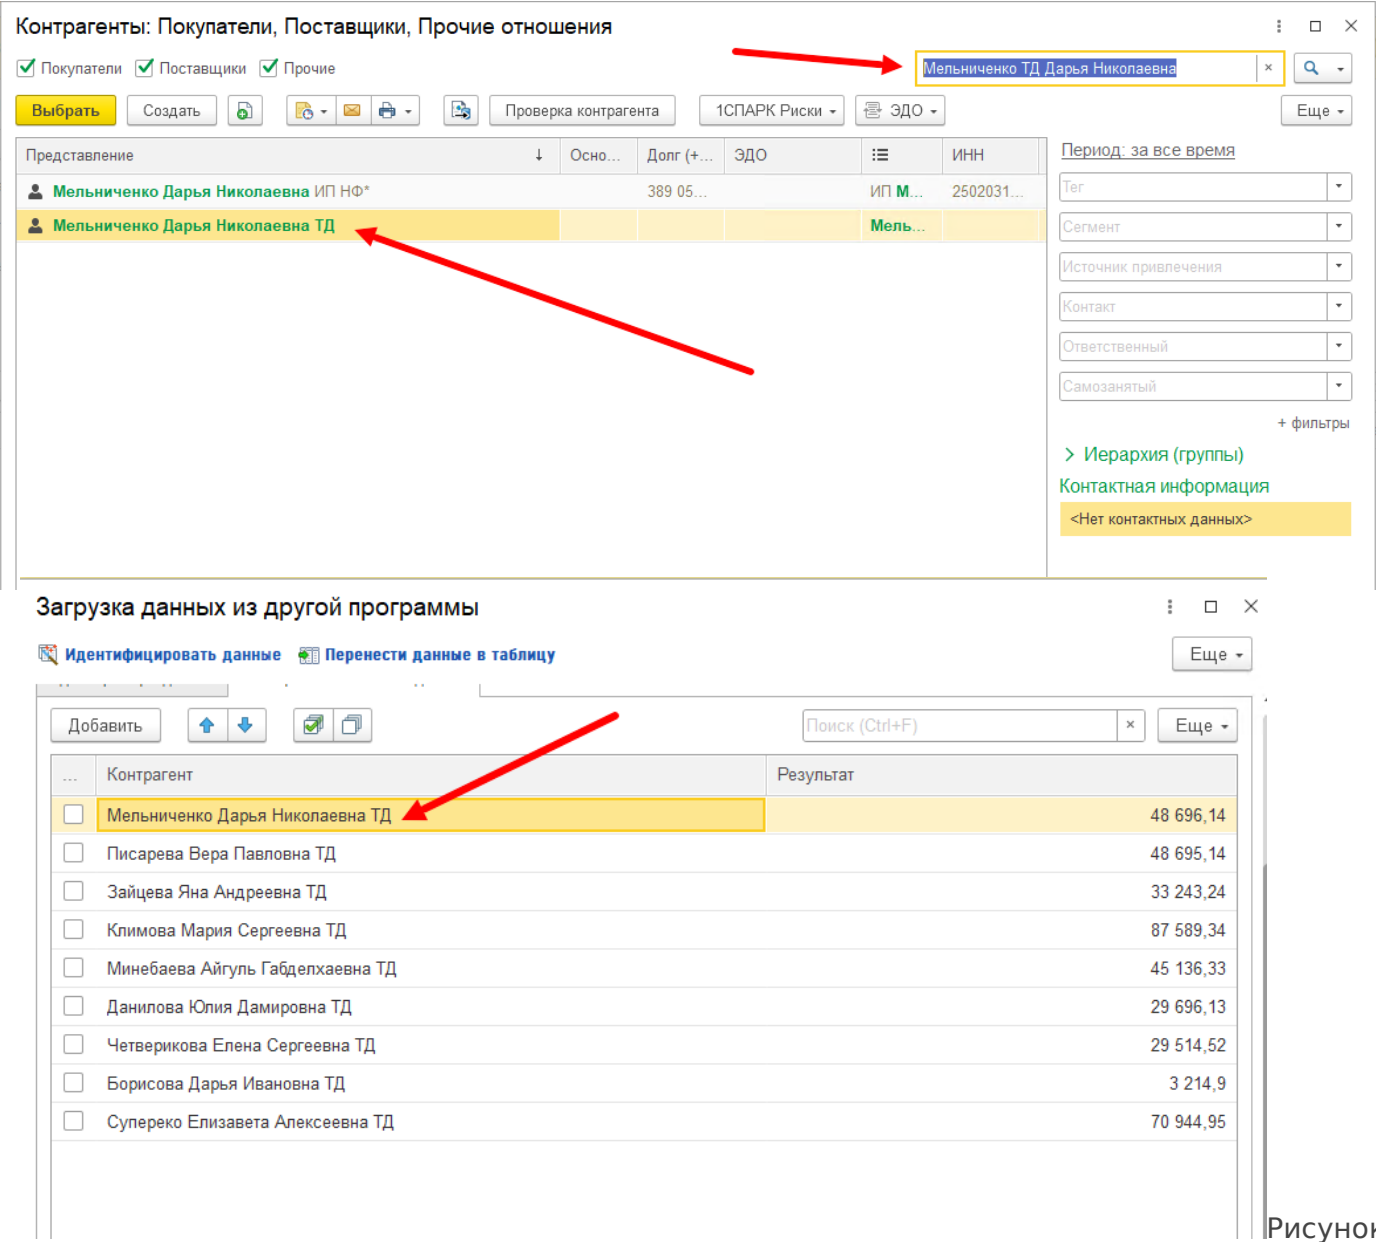 Контрагенты: Покупатели, Поставщики, Прочие отношения
Покупатели Поставщики Прочие
Мельниченко ТД Дарья Николаевна
Выбрать Создать Проверка контрагента 1СПАРК Риски ЭДО Еще
Представление Осно... Долг (+... ЭДО ИНН
Мельниченко Дарья Николаевна ИП НФ* 389 05... ИП М... 2502031...
Мельниченко Дарья Николаевна ТД Мель...
Период: за все время
Тег
Сегмент
Источник привлечения
Контакт
Ответственный
Самозанятый
+ фильтры
Иерархия (группы)
Контактная информация
<Нет контактных данных>
Загрузка данных из другой программы
Идентифицировать данные Перенести данные в таблицу Еще
Добавить Поиск (Ctrl+F) Еще
... Контрагент Результат
Мельниченко Дарья Николаевна ТД 48 696,14
Писарева Вера Павловна ТД 48 695,14
Зайцева Яна Андреевна ТД 33 243,24
Климова Мария Сергеевна ТД 87 589,34
Минебаева Айгуль Габделхаевна ТД 45 136,33
Данилова Юлия Дамировна ТД 29 696,13
Четверикова Елена Сергеевна ТД 29 514,52
Борисова Дарья Ивановна ТД 3 214,9
Супереко Елизавета Алексеевна ТД 70 944,95
Рисунок